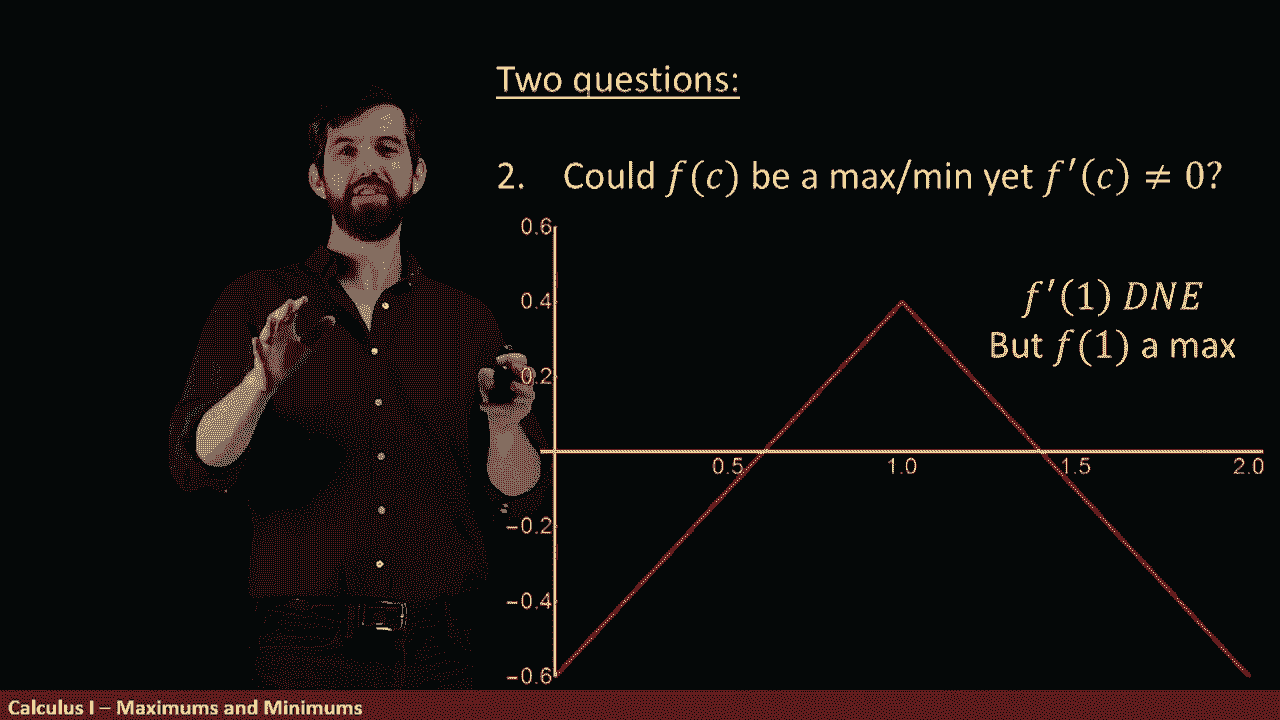 Two questions:
2. Could f(c) be a max/min yet f′(c) ≠ 0?
0.6
0.4
f′(1) DNE
But f(1) a max
0.2
0.5 1.0 1.5 2.0
−0.2
−0.4
−0.6
Calculus I – Maximums and Minimums